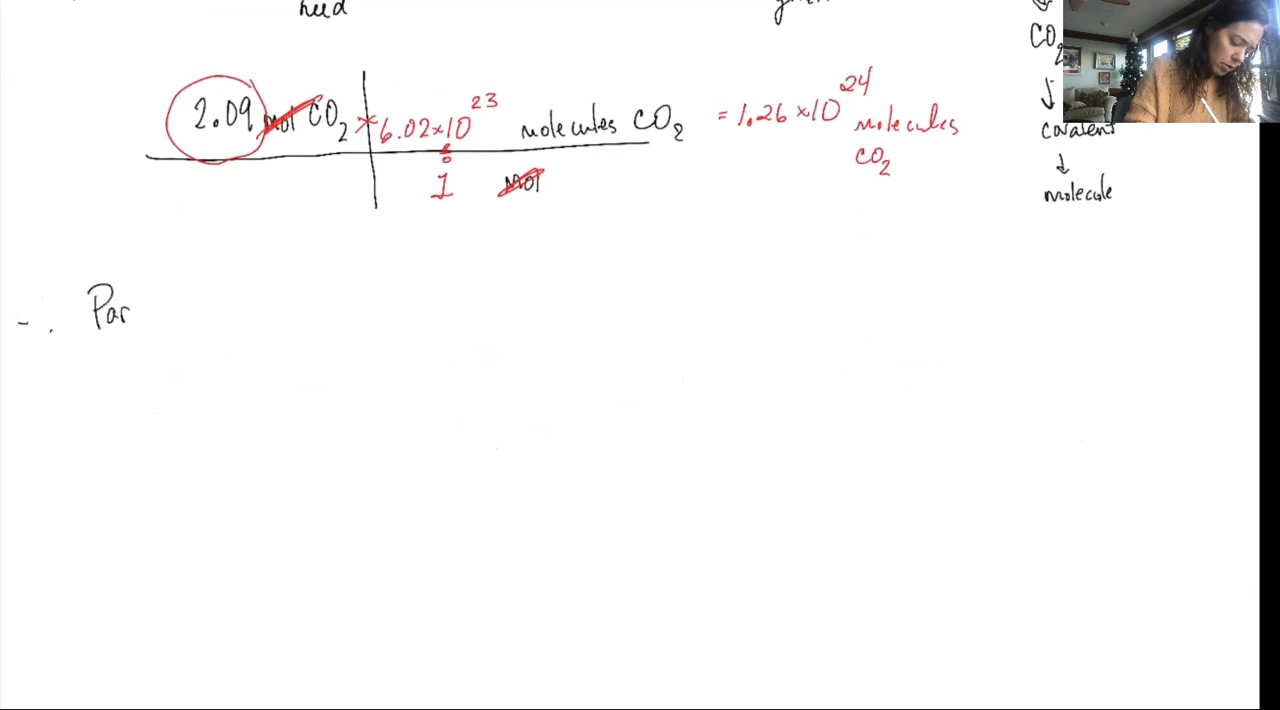 need
CO2
covalent
molecule
2.09 mol CO2 × 6.02×10^23 molecules CO2 = 1.26 ×10^24 molecules CO2
1 mol
-. Par